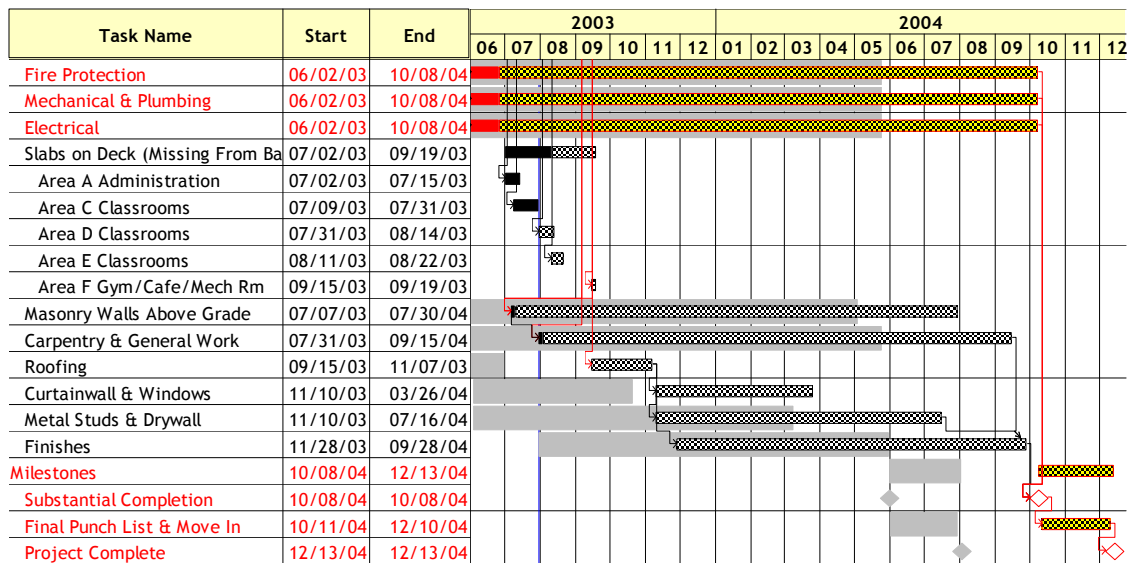 Task Name Start End 2003 2004
06 07 08 09 10 11 12 01 02 03 04 05 06 07 08 09 10 11 12
Fire Protection 06/02/03 10/08/04
Mechanical & Plumbing 06/02/03 10/08/04
Electrical 06/02/03 10/08/04
Slabs on Deck (Missing From Ba 07/02/03 09/19/03
Area A Administration 07/02/03 07/15/03
Area C Classrooms 07/09/03 07/31/03
Area D Classrooms 07/31/03 08/14/03
Area E Classrooms 08/11/03 08/22/03
Area F Gym/Cafe/Mech Rm 09/15/03 09/19/03
Masonry Walls Above Grade 07/07/03 07/30/04
Carpentry & General Work 07/31/03 09/15/04
Roofing 09/15/03 11/07/03
Curtainwall & Windows 11/10/03 03/26/04
Metal Studs & Drywall 11/10/03 07/16/04
Finishes 11/28/03 09/28/04
Milestones 10/08/04 12/13/04
Substantial Completion 10/08/04 10/08/04
Final Punch List & Move In 10/11/04 12/10/04
Project Complete 12/13/04 12/13/04